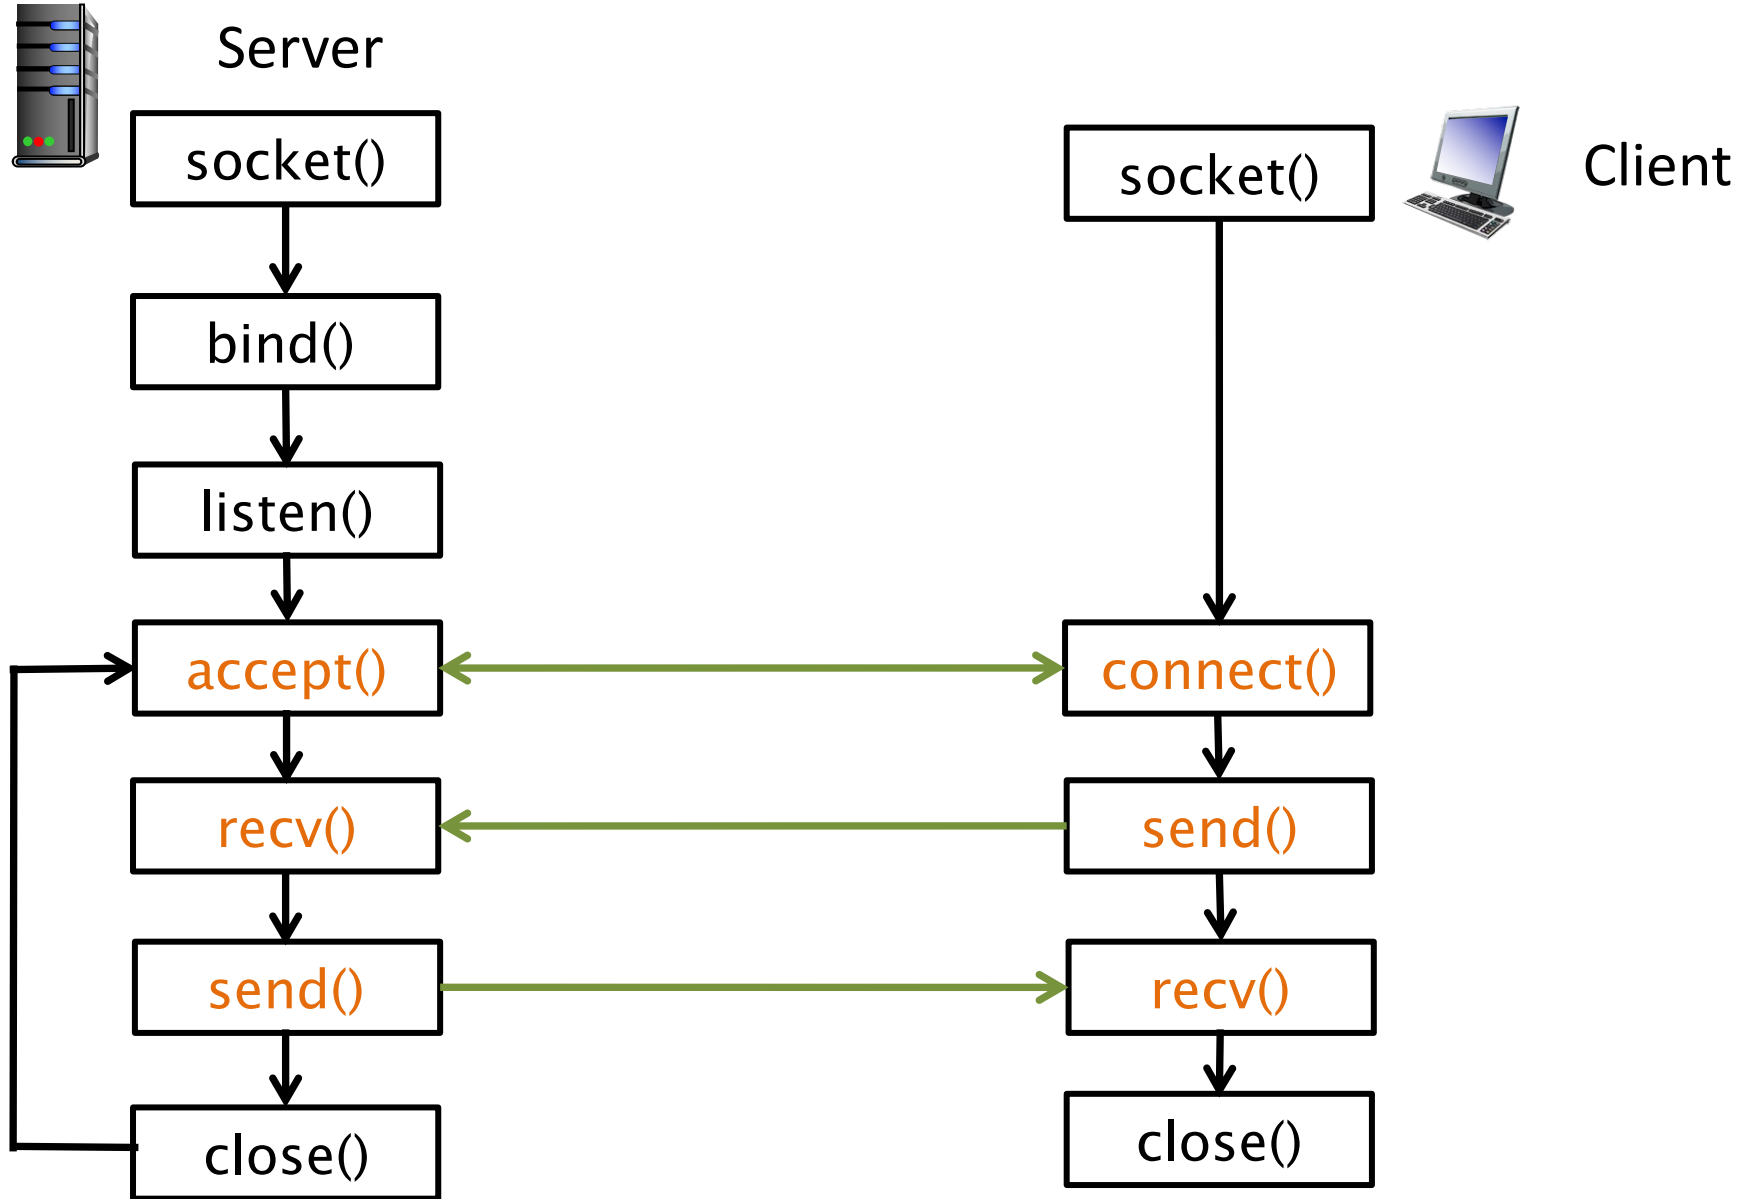 Server
socket()
socket()
Client
bind()
listen()
accept()
connect()
recv()
send()
send()
recv()
close()
close()